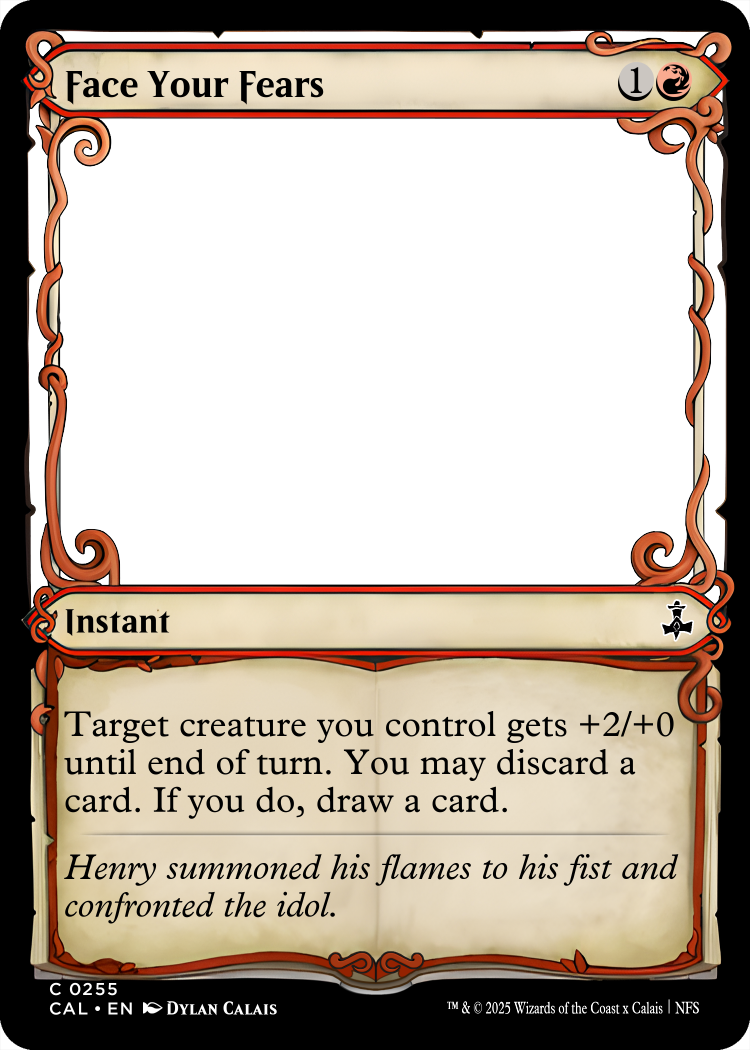 Face Your Fears
1
Instant
Target creature you control gets +2/+0
until end of turn. You may discard a
card. If you do, draw a card.
Henry summoned his flames to his fist and
confronted the idol.
C 0255
CAL • EN Dylan Calais
™ & © 2025 Wizards of the Coast x Calais | NFS